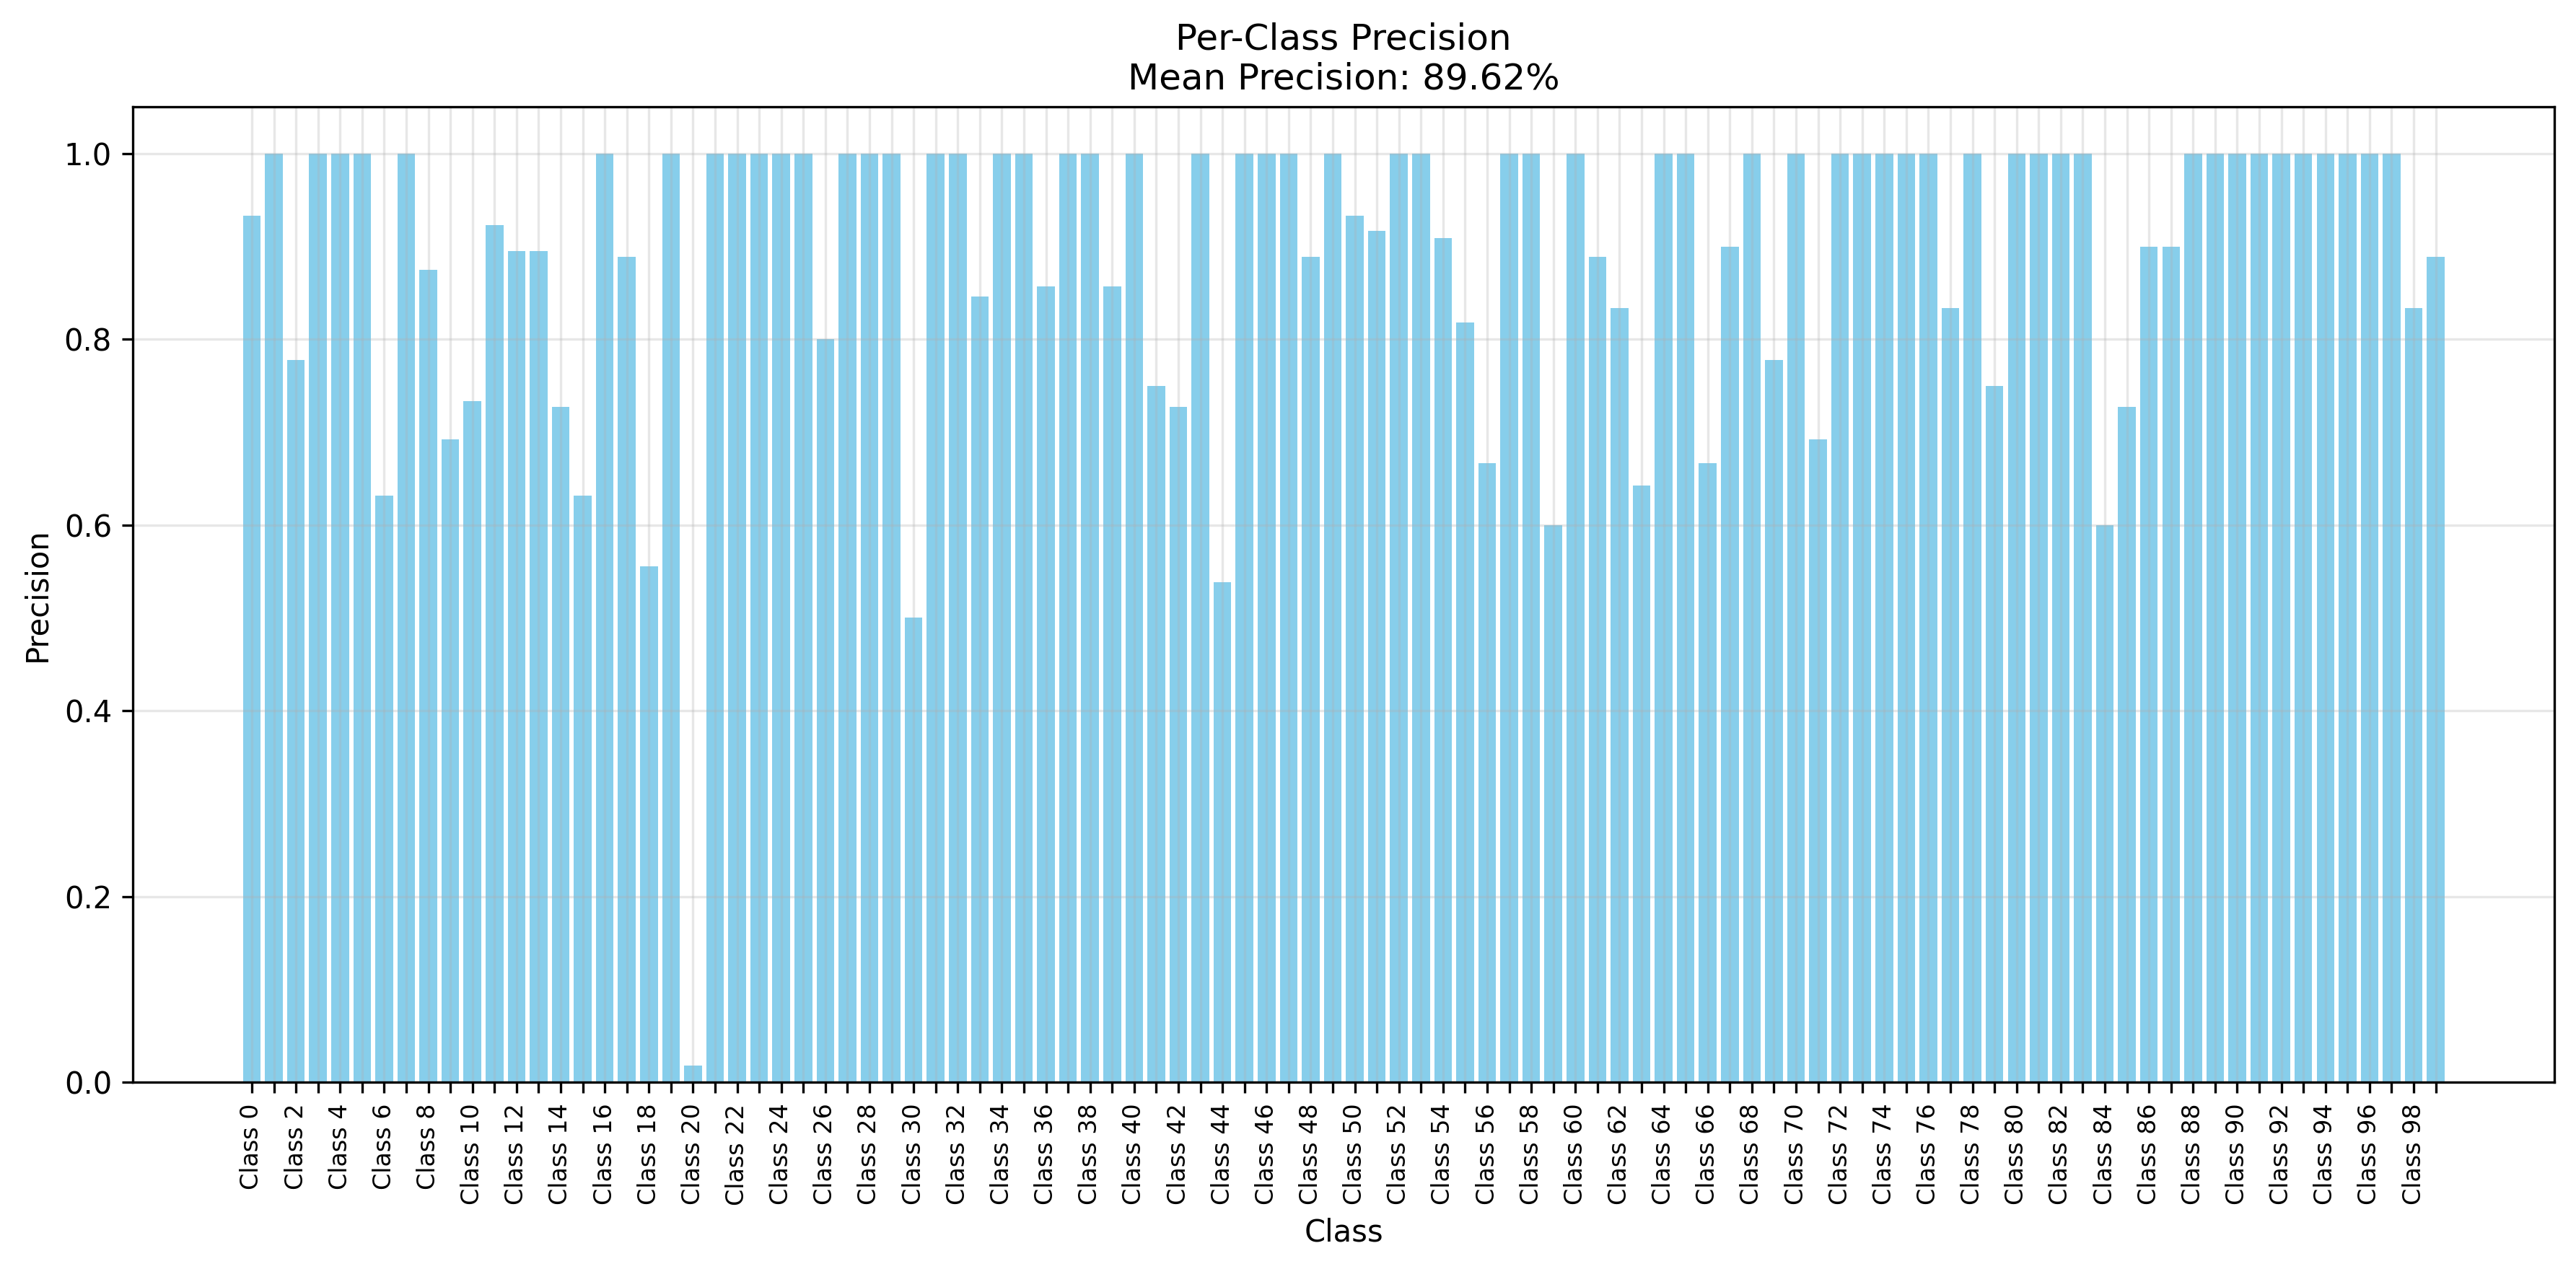 Per-Class Precision
Mean Precision: 89.62%
Precision
1.0
0.8
0.6
0.4
0.2
0.0
Class 0
Class 2
Class 4
Class 6
Class 8
Class 10
Class 12
Class 14
Class 16
Class 18
Class 20
Class 22
Class 24
Class 26
Class 28
Class 30
Class 32
Class 34
Class 36
Class 38
Class 40
Class 42
Class 44
Class 46
Class 48
Class 50
Class 52
Class 54
Class 56
Class 58
Class 60
Class 62
Class 64
Class 66
Class 68
Class 70
Class 72
Class 74
Class 76
Class 78
Class 80
Class 82
Class 84
Class 86
Class 88
Class 90
Class 92
Class 94
Class 96
Class 98
Class